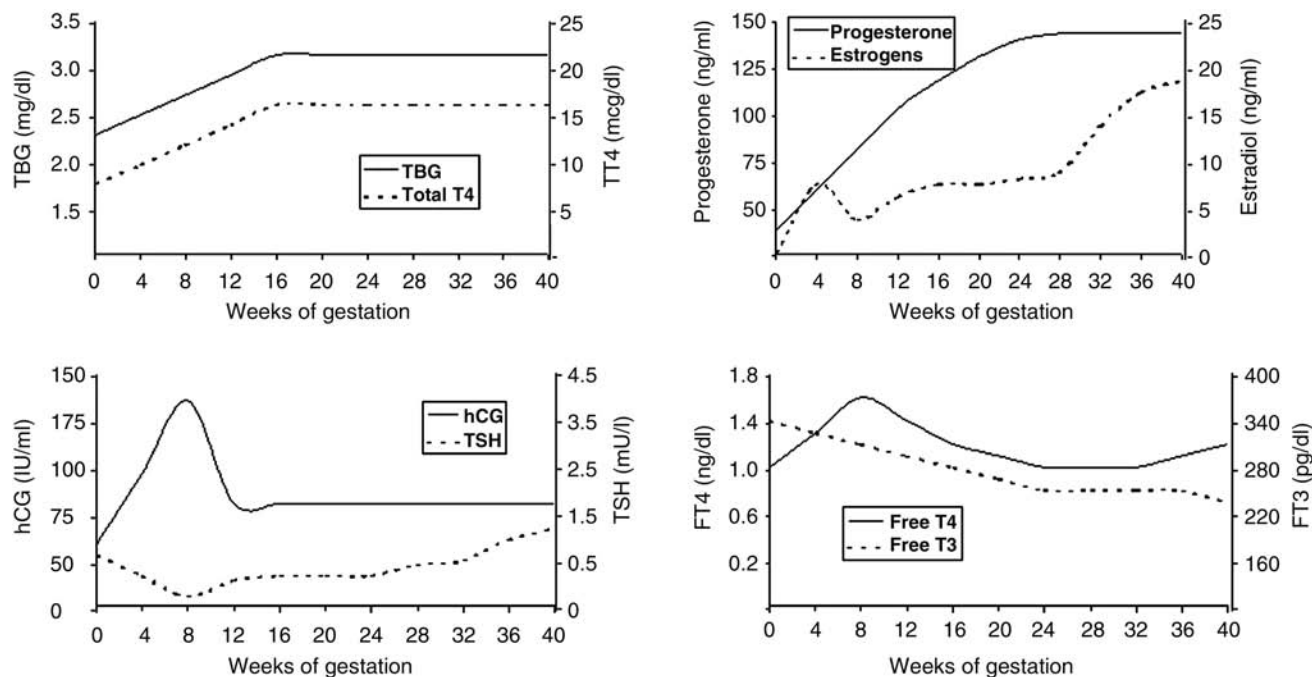 3.5
3.0
2.5
2.0
1.5
1.0
TBG (mg/dl)
25
20
15
10
5
0
TT4 (mcg/dl)
TBG
Total T4
0 4 8 12 16 20 24 28 32 36 40
Weeks of gestation
150
125
100
75
50
Progesterone (ng/ml)
25
20
15
10
5
0
Estradiol (ng/ml)
Progesterone
Estrogens
0 4 8 12 16 20 24 28 32 36 40
Weeks of gestation
150
175
100
75
50
0
hCG (IU/ml)
4.5
3.5
2.5
1.5
0.5
0
TSH (mU/l)
hCG
TSH
0 4 8 12 16 20 24 28 32 36 40
Weeks of gestation
1.8
1.4
1.0
0.6
0.2
FT4 (ng/dl)
400
340
280
220
160
FT3 (pg/dl)
Free T4
Free T3
0 4 8 12 16 20 24 28 32 36 40
Weeks of gestation